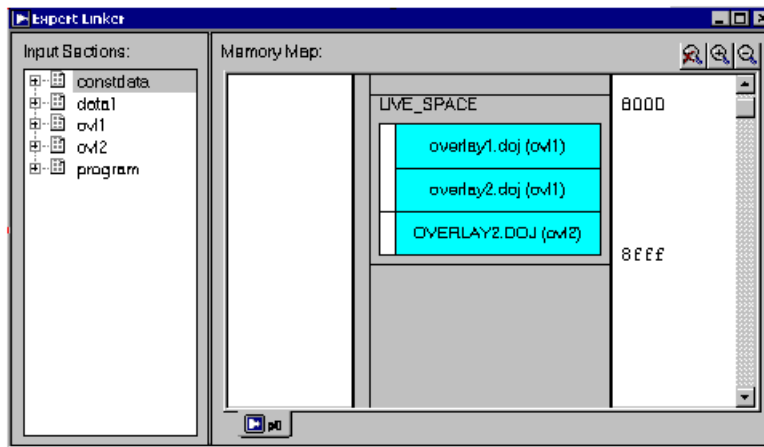 Expert Linker
Input Sections:
Memory Map:
constdata
data1
ovl1
ovl2
program
LIVE_SPACE
8000
overlay1.doj (ovl1)
overlay2.doj (ovl1)
OVERLAY2.DOJ (ovl2)
8fff
p0